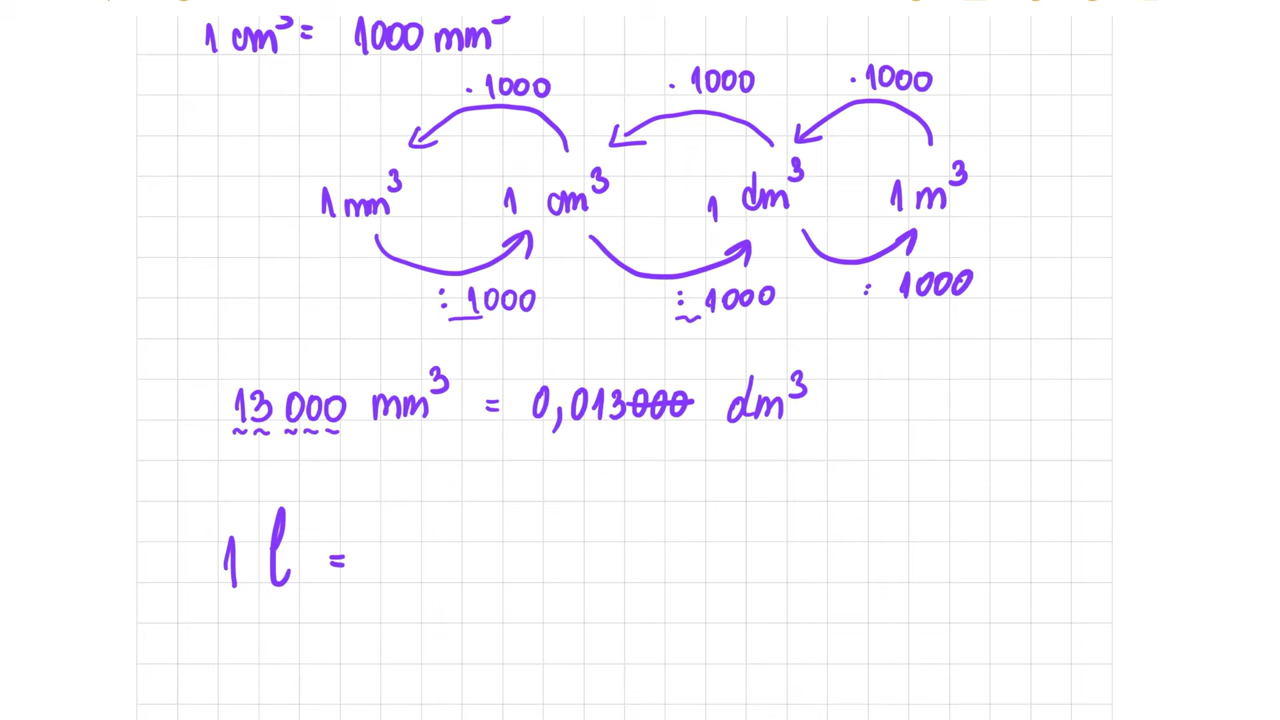 1 cm³ = 1000 mm³
· 1000 · 1000 · 1000
1 mm³ 1 cm³ 1 dm³ 1 m³
: 1000 : 1000 : 1000
13 000 mm³ = 0,013000 dm³
1 l =